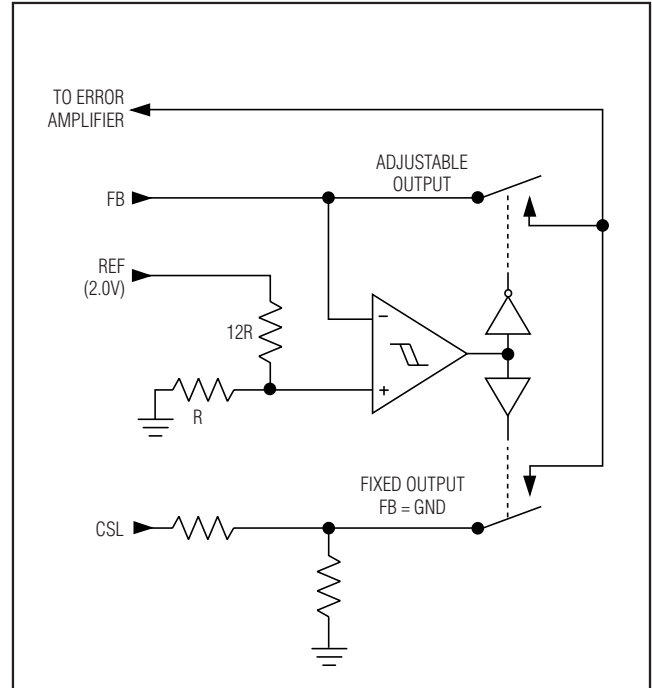 TO ERROR
AMPLIFIER
ADJUSTABLE
OUTPUT
FB
REF
(2.0V)
12R
−
+
R
FIXED OUTPUT
FB = GND
CSL